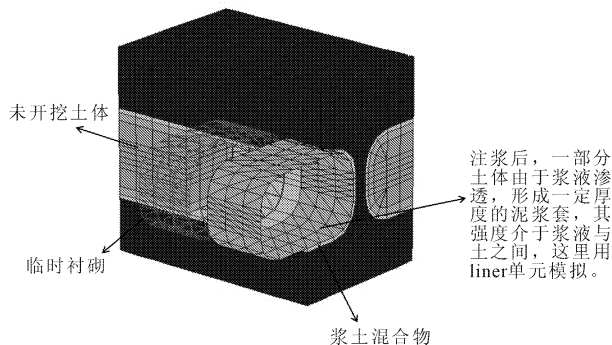 未开挖土体
临时衬砌
浆土混合物
注浆后，一部分
土体由于浆液渗
透，形成一定厚
度的泥浆套，其
强度介于浆液与
土之间，这里用
liner单元模拟。